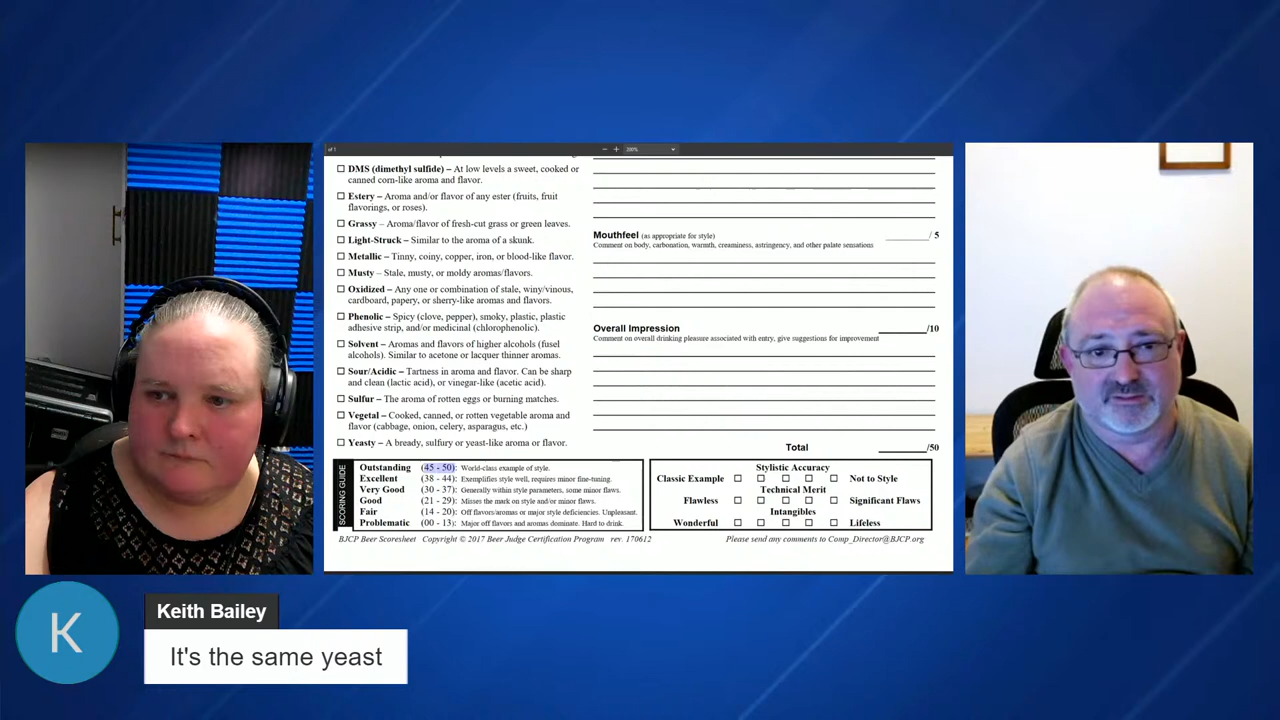 of 1
200%
DMS (dimethyl sulfide) – At low levels a sweet, cooked or
canned corn-like aroma and flavor.
Estery – Aroma and/or flavor of any ester (fruits, fruit
flavorings, or roses).
Grassy – Aroma/flavor of fresh-cut grass or green leaves.
Light-Struck – Similar to the aroma of a skunk.
Metallic – Tinny, coiny, copper, iron, or blood-like flavor.
Musty – Stale, musty, or moldy aromas/flavors.
Oxidized – Any one or combination of stale, winy/vinous,
cardboard, papery, or sherry-like aromas and flavors.
Phenolic – Spicy (clove, pepper), smoky, plastic, plastic
adhesive strip, and/or medicinal (chlorophenolic).
Solvent – Aromas and flavors of higher alcohols (fusel
alcohols). Similar to acetone or lacquer thinner aromas.
Sour/Acidic – Tartness in aroma and flavor. Can be sharp
and clean (lactic acid), or vinegar-like (acetic acid).
Sulfur – The aroma of rotten eggs or burning matches.
Vegetal – Cooked, canned, or rotten vegetable aroma and
flavor (cabbage, onion, celery, asparagus, etc.)
Yeasty – A bready, sulfury or yeast-like aroma or flavor.
Mouthfeel (as appropriate for style) / 5
Comment on body, carbonation, warmth, creaminess, astringency, and other palate sensations
Overall Impression /10
Comment on overall drinking pleasure associated with entry, give suggestions for improvement
Total /50
SCORING GUIDE
Outstanding (45 - 50): World-class example of style.
Excellent (38 - 44): Exemplifies style well, requires minor fine-tuning.
Very Good (30 - 37): Generally within style parameters, some minor flaws.
Good (21 - 29): Misses the mark on style and/or minor flaws.
Fair (14 - 20): Off flavors/aromas or major style deficiencies. Unpleasant.
Problematic (00 - 13): Major off flavors and aromas dominate. Hard to drink.
Stylistic Accuracy
Classic Example Not to Style
Technical Merit
Flawless Significant Flaws
Intangibles
Wonderful Lifeless
BJCP Beer Scoresheet Copyright © 2017 Beer Judge Certification Program rev. 170612
Please send any comments to Comp_Director@BJCP.org
K
Keith Bailey
It's the same yeast